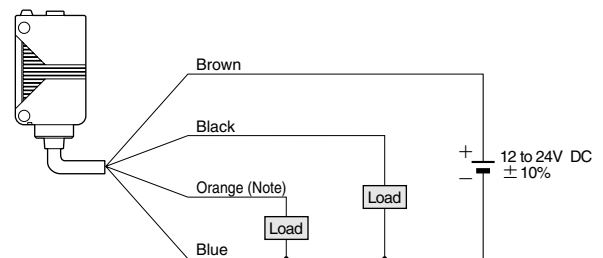 Brown
Black
Orange (Note)
Blue
Load
Load
+
−
12 to 24V DC
± 10%